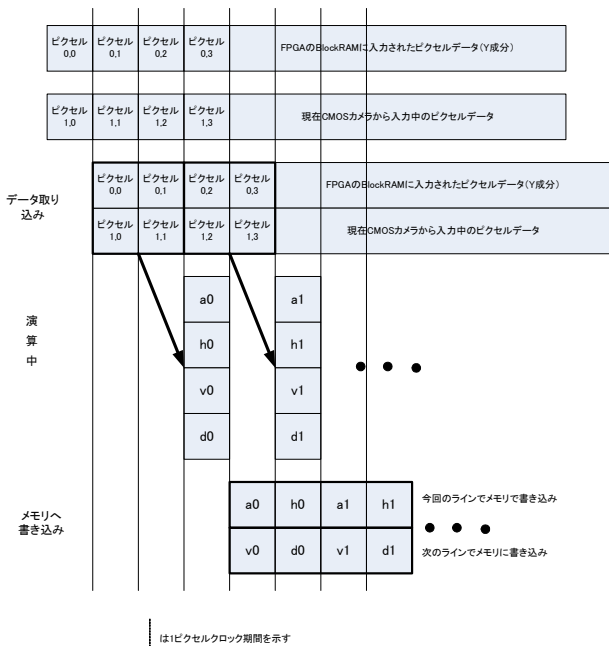 ピクセル ピクセル ピクセル ピクセル
0,0 0,1 0,2 0,3
FPGAのBlockRAMに入力されたピクセルデータ(Y成分)
ピクセル ピクセル ピクセル ピクセル
1,0 1,1 1,2 1,3
現在CMOSカメラから入力中のピクセルデータ
データ取り
込み
ピクセル ピクセル ピクセル ピクセル
0,0 0,1 0,2 0,3
FPGAのBlockRAMに入力されたピクセルデータ(Y成分)
ピクセル ピクセル ピクセル ピクセル
1,0 1,1 1,2 1,3
現在CMOSカメラから入力中のピクセルデータ
演
算
中
a0 a1
h0 h1
v0 v1
d0 d1
メモリへ
書き込み
a0 h0 a1 h1
今回のラインでメモリで書き込み
v0 d0 v1 d1
次のラインでメモリに書き込み
は1ピクセルクロック期間を示す